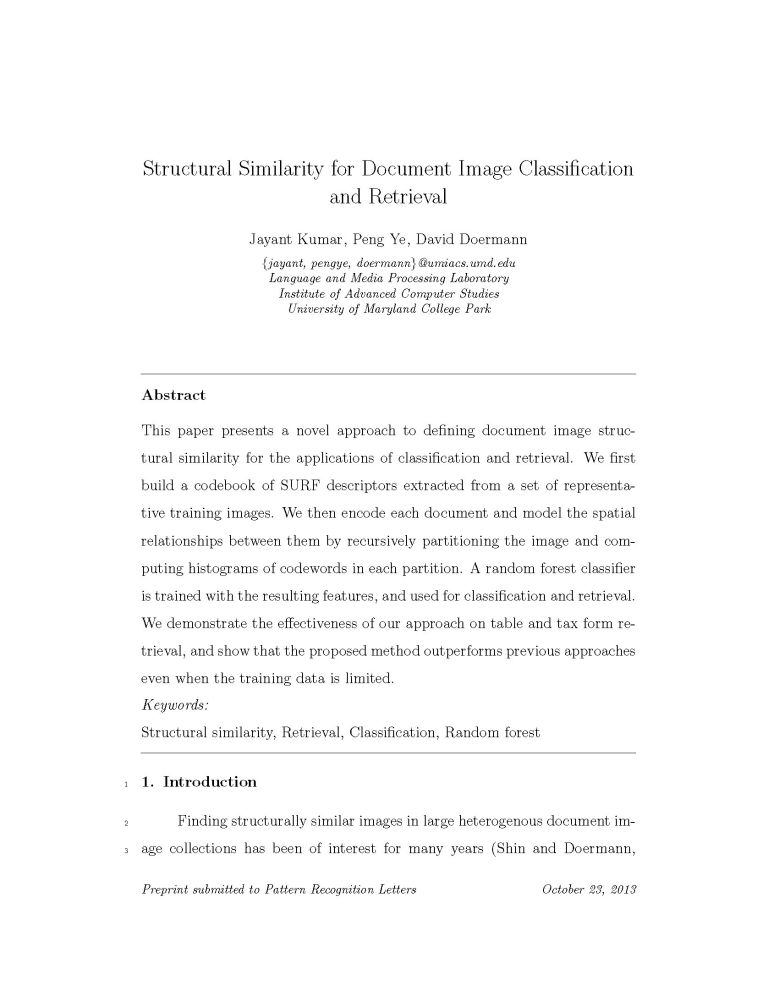 Structural Similarity for Document Image Classification
and Retrieval
Jayant Kumar, Peng Ye, David Doermann
{jayant, pengye, doermann}@umiacs.umd.edu
Language and Media Processing Laboratory
Institute of Advanced Computer Studies
University of Maryland College Park
Abstract
This paper presents a novel approach to defining document image struc-
tural similarity for the applications of classification and retrieval. We first
build a codebook of SURF descriptors extracted from a set of representa-
tive training images. We then encode each document and model the spatial
relationships between them by recursively partitioning the image and com-
puting histograms of codewords in each partition. A random forest classifier
is trained with the resulting features, and used for classification and retrieval.
We demonstrate the effectiveness of our approach on table and tax form re-
trieval, and show that the proposed method outperforms previous approaches
even when the training data is limited.
Keywords:
Structural similarity, Retrieval, Classification, Random forest
1 1. Introduction
2 Finding structurally similar images in large heterogenous document im-
3 age collections has been of interest for many years (Shin and Doermann,
Preprint submitted to Pattern Recognition Letters October 23, 2013